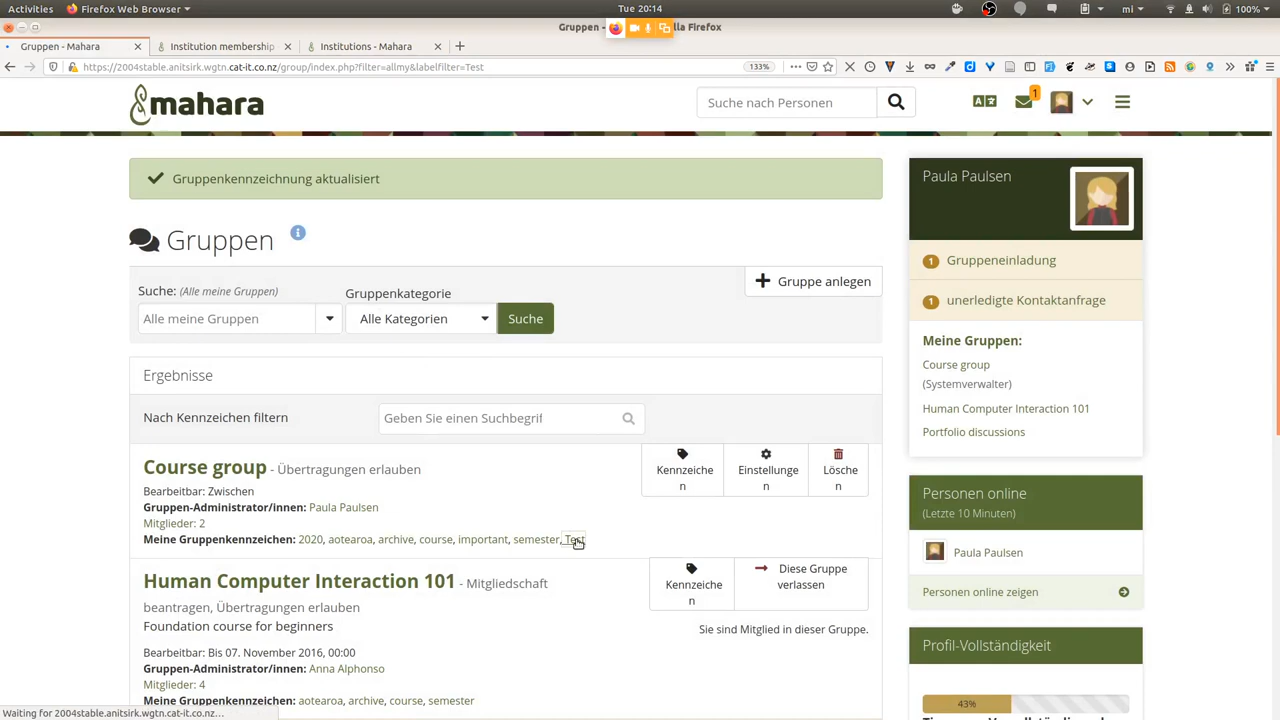 Activities Firefox Web Browser Tue 20:14 mi 100%
Gruppen - Mozilla Firefox
Gruppen - Mahara Institution membership Institutions - Mahara
https://2004stable.anitsirk.wgtn.cat-it.co.nz/group/index.php?filter=allmy&labelfilter=Test 133%
mahara
Suche nach Personen
1
Gruppenkennzeichnung aktualisiert
Gruppen
Gruppe anlegen
Suche: (Alle meine Gruppen) Gruppenkategorie
Alle meine Gruppen Alle Kategorien Suche
Ergebnisse
Nach Kennzeichen filtern Geben Sie einen Suchbegrif
Course group - Übertragungen erlauben
Kennzeiche
n
Einstellunge
n
Lösche
n
Bearbeitbar: Zwischen
Gruppen-Administrator/innen: Paula Paulsen
Mitglieder: 2
Meine Gruppenkennzeichen: 2020, aotearoa, archive, course, important, semester, Test
Human Computer Interaction 101 - Mitgliedschaft
beantragen, Übertragungen erlauben
Kennzeiche
n
Diese Gruppe
verlassen
Foundation course for beginners
Sie sind Mitglied in dieser Gruppe.
Bearbeitbar: Bis 07. November 2016, 00:00
Gruppen-Administrator/innen: Anna Alphonso
Mitglieder: 4
Meine Gruppenkennzeichen: aotearoa, archive, course, semester
Paula Paulsen
1 Gruppeneinladung
1 unerledigte Kontaktanfrage
Meine Gruppen:
Course group
(Systemverwalter)
Human Computer Interaction 101
Portfolio discussions
Personen online
(Letzte 10 Minuten)
Paula Paulsen
Personen online zeigen
Profil-Vollständigkeit
43%
Waiting for 2004stable.anitsirk.wgtn.cat-it.co.nz...